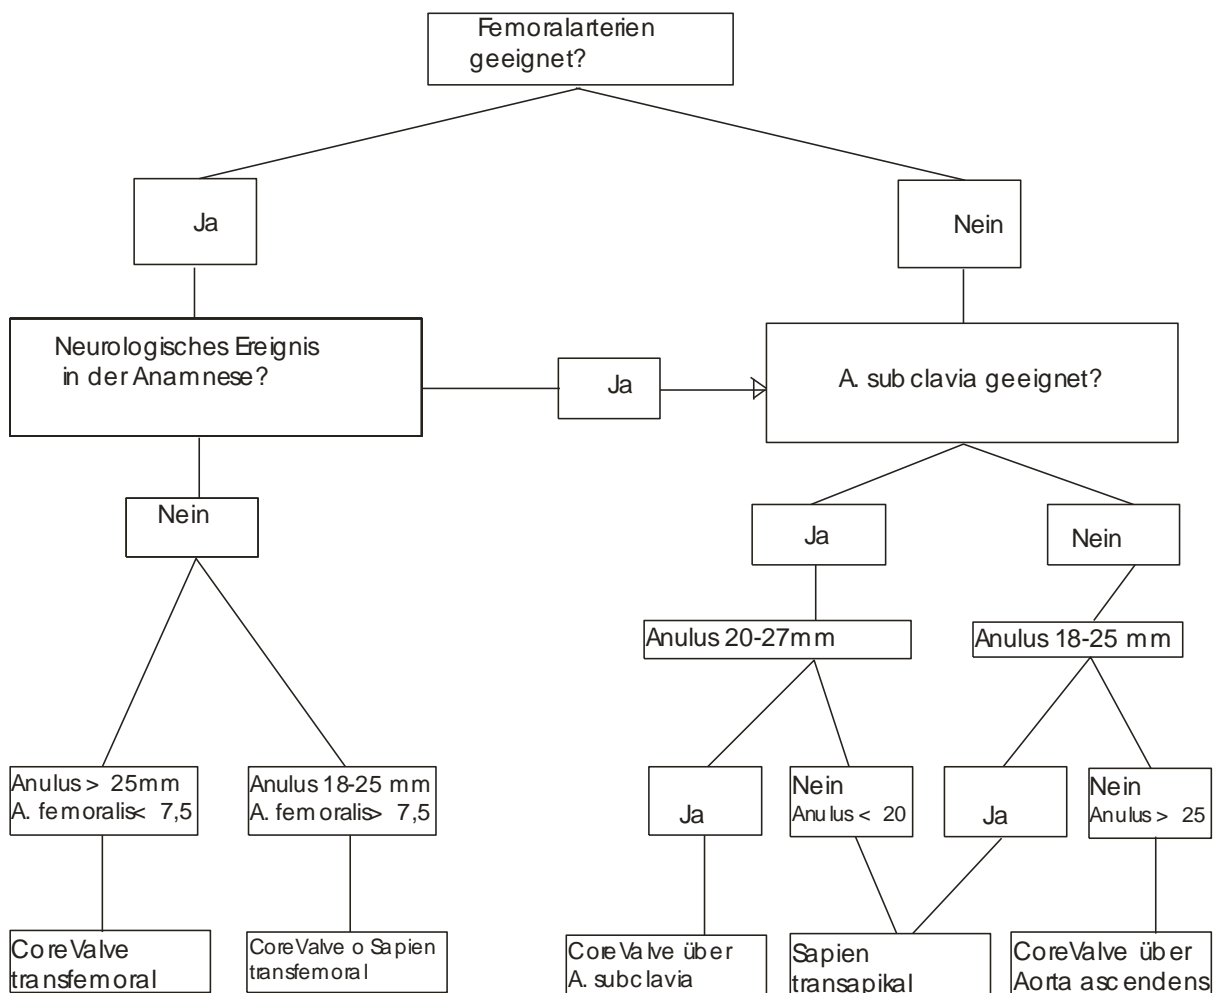 Femoralarterien
geeignet?
Ja
Nein
Neurologisches Ereignis
in der Anamnese?
Ja
A. subclavia geeignet?
Nein
Ja
Nein
Anulus 20-27mm
Anulus 18-25 mm
Anulus > 25mm
A. femoralis< 7,5
Anulus 18-25 mm
A. femoralis> 7,5
Ja
Nein
Anulus < 20
Ja
Nein
Anulus > 25
CoreValve
transfemoral
CoreValve o Sapien
transfemoral
CoreValve über
A. subclavia
Sapien
transapikal
CoreValve über
Aorta ascendens